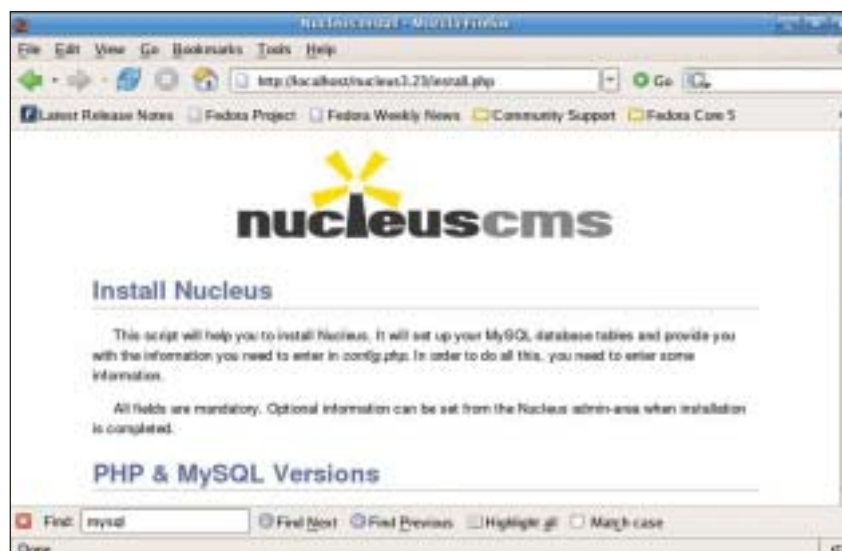 Nucleus Install - Mozilla Firefox
File Edit View Go Bookmarks Tools Help
http://localhost/nucleus3.23/install.php Go
Latest Release Notes Fedora Project Fedora Weekly News Community Support Fedora Core 5
nucleuscms
Install Nucleus
This script will help you to install Nucleus. It will set up your MySQL database tables and provide you
with the information you need to enter in config.php. In order to do all this, you need to enter some
information.
All fields are mandatory. Optional information can be set from the Nucleus admin-area when installation
is completed.
PHP & MySQL Versions
Find: mysql Find Next Find Previous Highlight all Match case
Done